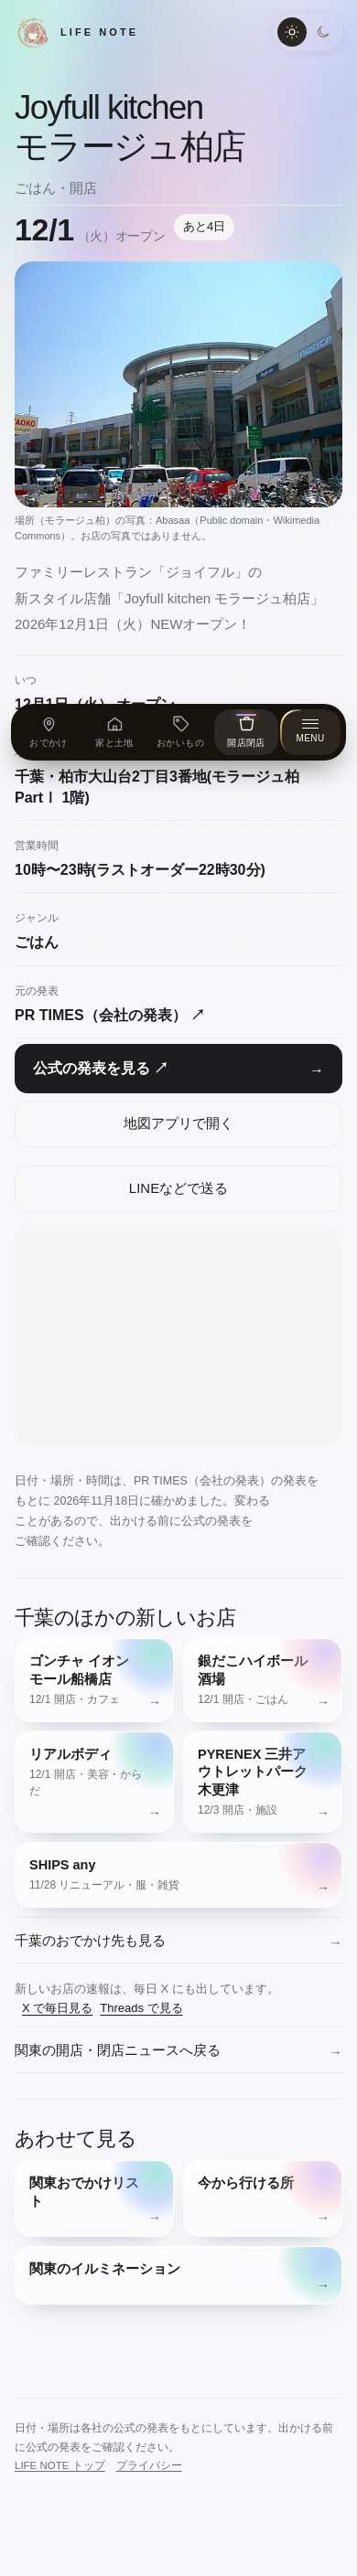 LIFE NOTE
Joyfull kitchen
モラージュ柏店
ごはん・開店
12/1 （火）オープン あと4日
場所（モラージュ柏）の写真：Abasaa（Public domain・Wikimedia
Commons）。お店の写真ではありません。
ファミリーレストラン「ジョイフル」の
新スタイル店舗「Joyfull kitchen モラージュ柏店」
2026年12月1日（火）NEWオープン！
いつ
12月1日（火）オープン
おでかけ 家と土地 おかいもの 開店閉店 MENU
千葉・柏市大山台2丁目3番地(モラージュ柏
PartⅠ 1階)
営業時間
10時〜23時(ラストオーダー22時30分)
ジャンル
ごはん
元の発表
PR TIMES（会社の発表） ↗
公式の発表を見る ↗ →
地図アプリで開く
LINEなどで送る
日付・場所・時間は、PR TIMES（会社の発表）の発表を
もとに 2026年11月18日に確かめました。変わる
ことがあるので、出かける前に公式の発表を
ご確認ください。
千葉のほかの新しいお店
ゴンチャ イオン
モール船橋店
12/1 開店・カフェ →
銀だこハイボール
酒場
12/1 開店・ごはん →
リアルボディ
12/1 開店・美容・から
だ
→
PYRENEX 三井ア
ウトレットパーク
木更津
12/3 開店・施設 →
SHIPS any
11/28 リニューアル・服・雑貨 →
千葉のおでかけ先も見る →
新しいお店の速報は、毎日 X にも出しています。
X で毎日見る Threads で見る
関東の開店・閉店ニュースへ戻る →
あわせて見る
関東おでかけリス
ト
→
今から行ける所
→
関東のイルミネーション
→
日付・場所は各社の公式の発表をもとにしています。出かける前
に公式の発表をご確認ください。
LIFE NOTE トップ プライバシー